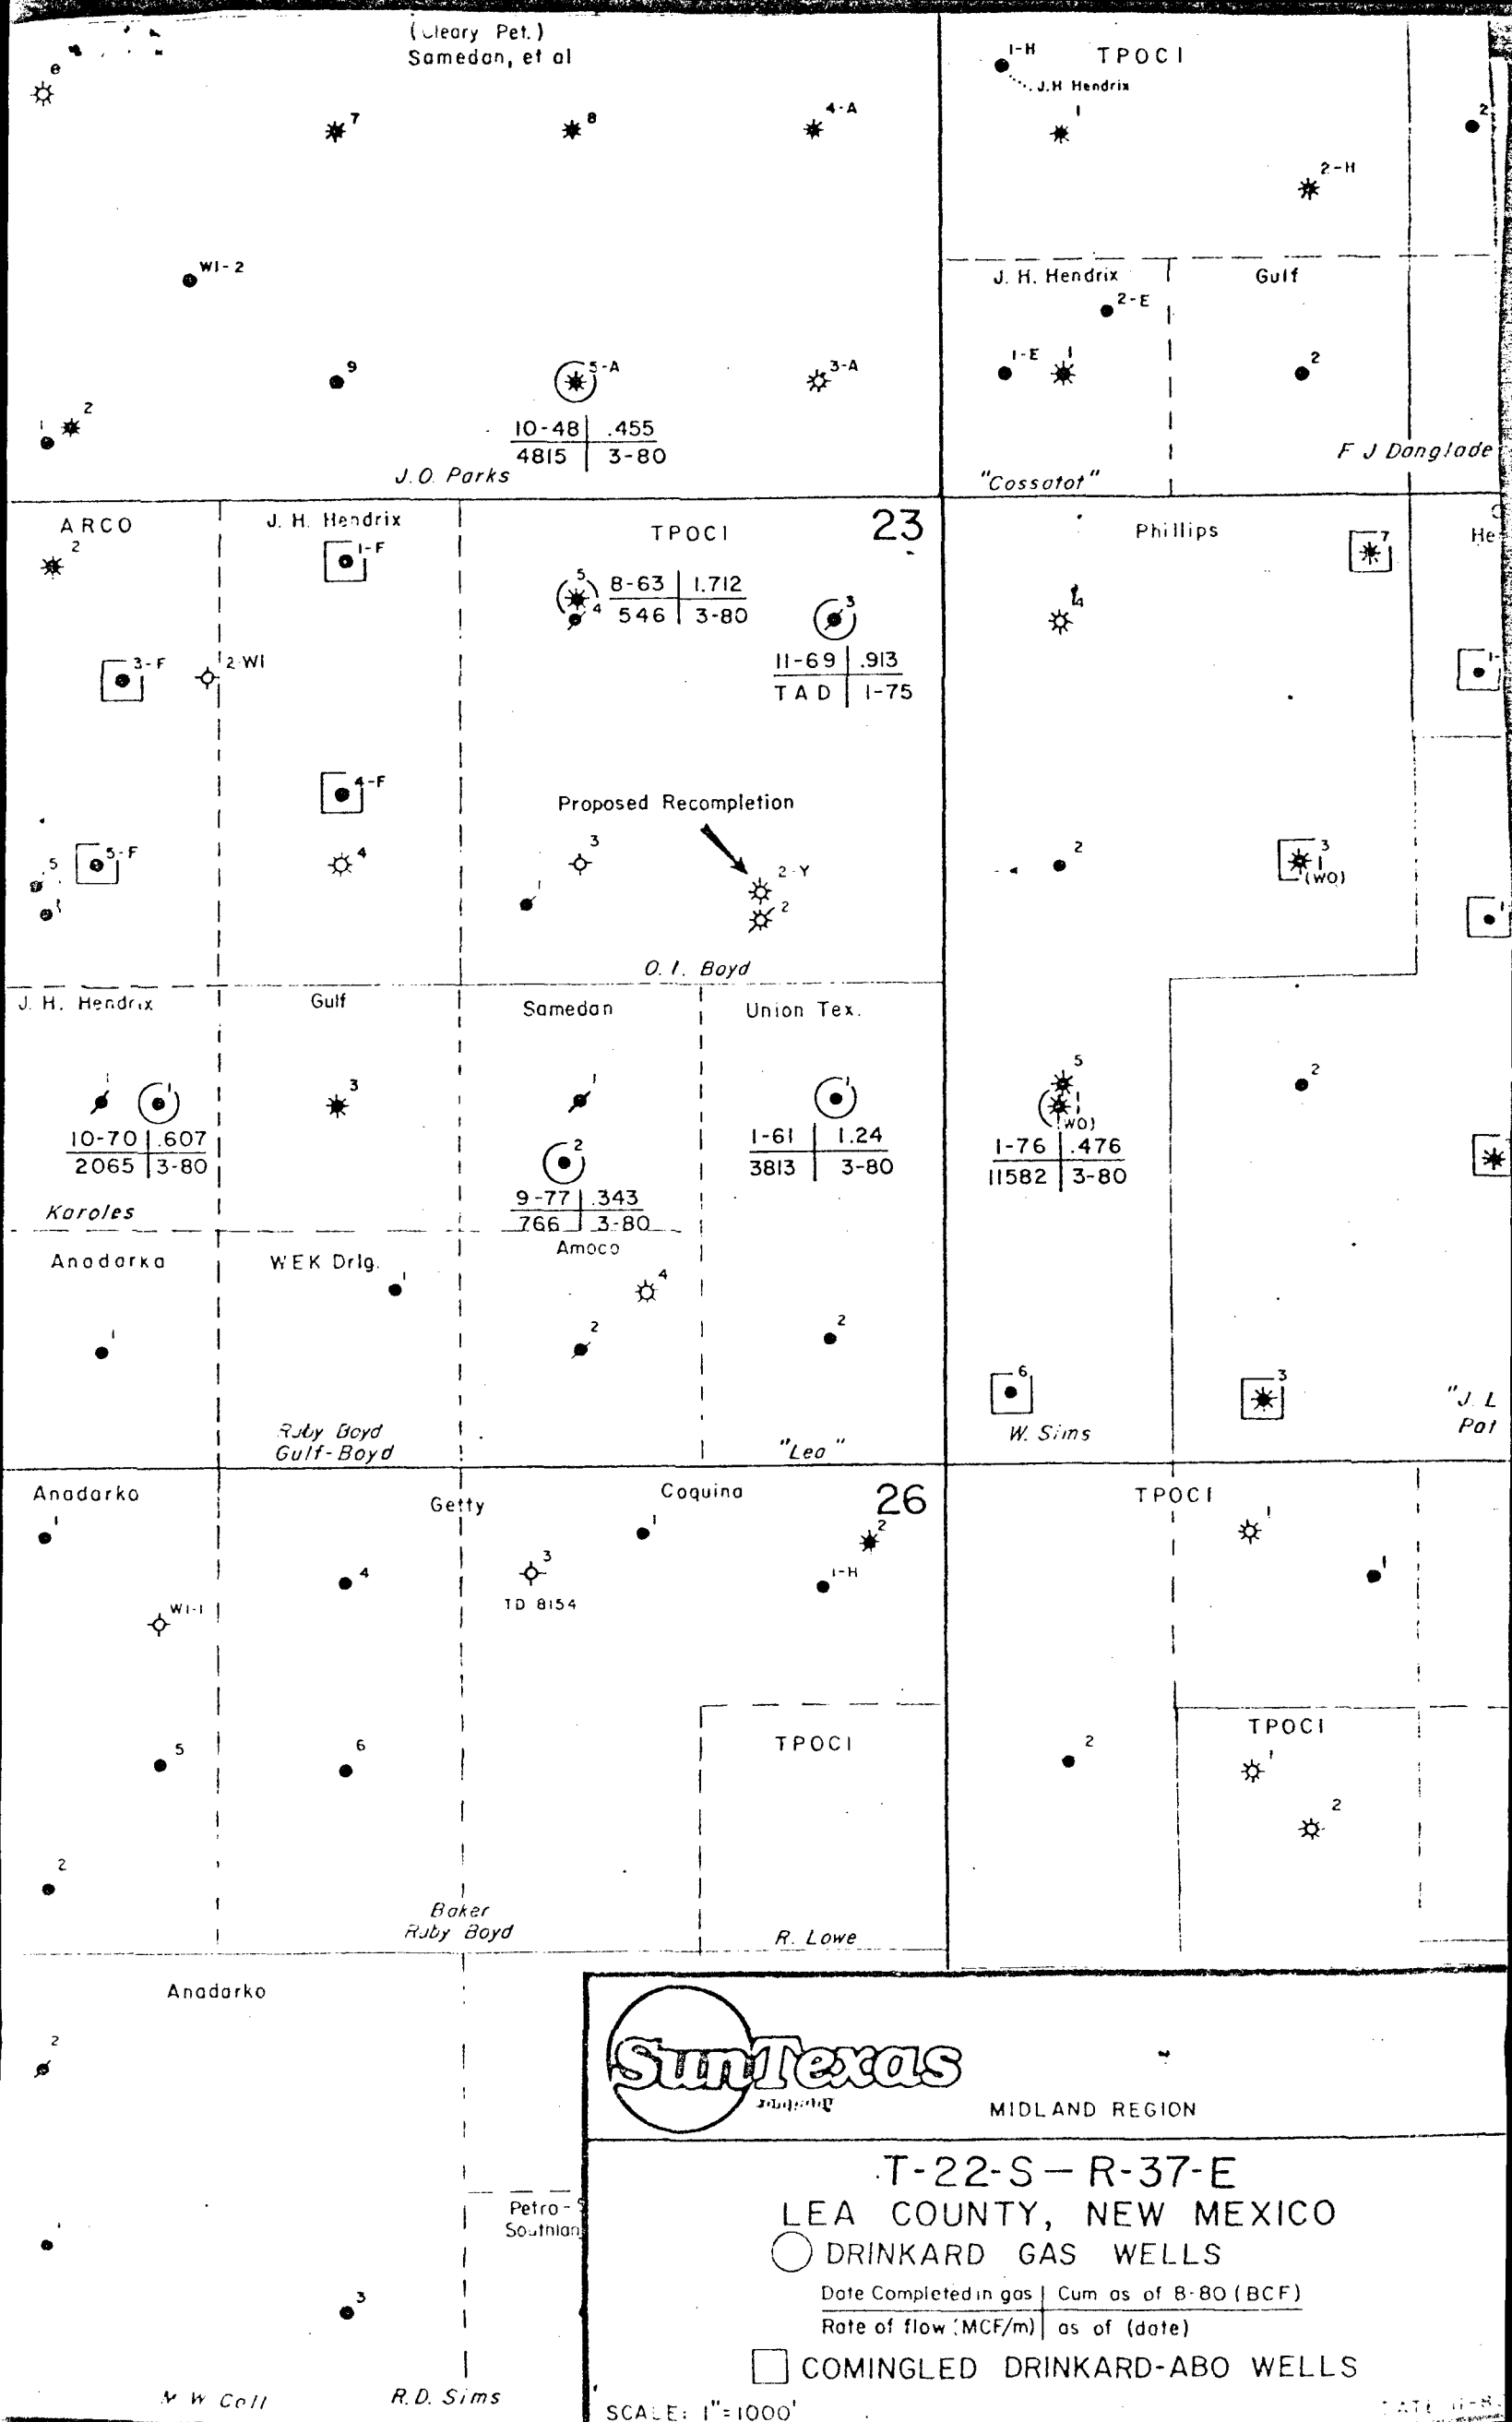 (Cleary Pet.)
Samedan, et al
7
8
4-A
WI-2
9
5-A
3-A
10-48 | .455
4815 | 3-80
1
2
J.O. Parks
1-H
TPOCI
J.H Hendrix
1
2-H
2
J. H. Hendrix
Gulf
2-E
1-E
1
2
F J Danglade
"Cossatot"
ARCO
2
J. H. Hendrix
1-F
TPOCI
23
5
4
8-63 | 1.712
546 | 3-80
3
11-69 | .913
TAD | 1-75
3-F
2-WI
4-F
4
5-F
5
Proposed Recompletion
3
1
2-Y
2
O. I. Boyd
Phillips
7
He
4
1-
2
3
1
(WO)
1
J. H. Hendrix
Gulf
Samedan
Union Tex.
1
1
3
1
1
10-70 | .607
2065 | 3-80
1-61 | 1.24
3813 | 3-80
2
9-77 | .343
766 | 3-80
Karoles
5
1
(WO)
1-76 | .476
11582 | 3-80
2
Anadarko
WEK Drlg.
1
Amoco
4
1
2
2
Ruby Boyd
Gulf-Boyd
"Lea"
6
W. Sims
3
"J. L
Pat
Anadarko
1
Getty
Coquina
26
1
2
4
3
TD 8154
1-H
WI-1
5
6
2
TPOCI
Baker
Ruby Boyd
R. Lowe
TPOCI
1
1
2
TPOCI
1
2
Anadarko
2
Petro-S
Southlan
3
M W Coll
R.D. Sims
SunTexas
MIDLAND REGION
T-22-S — R-37-E
LEA COUNTY, NEW MEXICO
DRINKARD GAS WELLS
Date Completed in gas | Cum as of 8-80 (BCF)
Rate of flow (MCF/m) | as of (date)
COMINGLED DRINKARD-ABO WELLS
SCALE: 1"=1000'
DATE